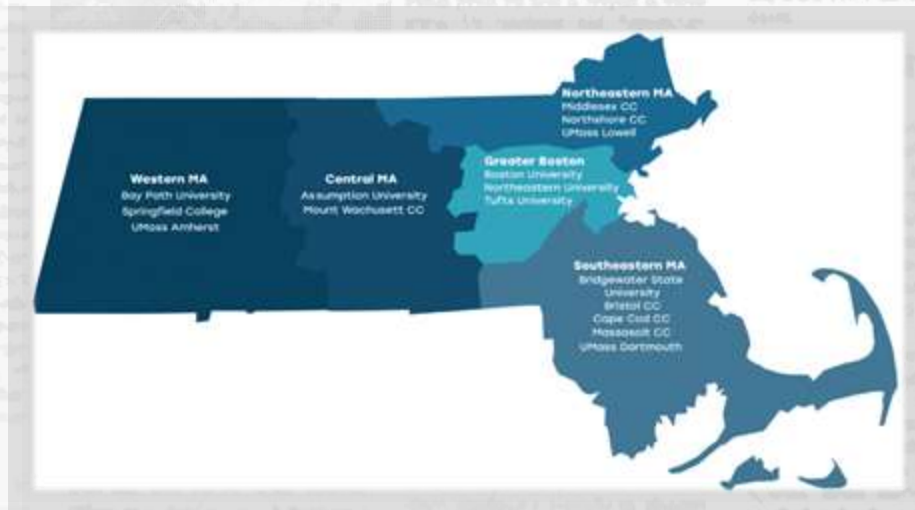 Northeastern MA
Middlesex CC
Northshore CC
UMass Lowell
Greater Boston
Boston University
Northeastern University
Tufts University
Western MA
Bay Path University
Springfield College
UMass Amherst
Central MA
Assumption University
Mount Wachusett CC
Southeastern MA
Bridgewater State
University
Bristol CC
Cape Cod CC
Massasoit CC
UMass Dartmouth